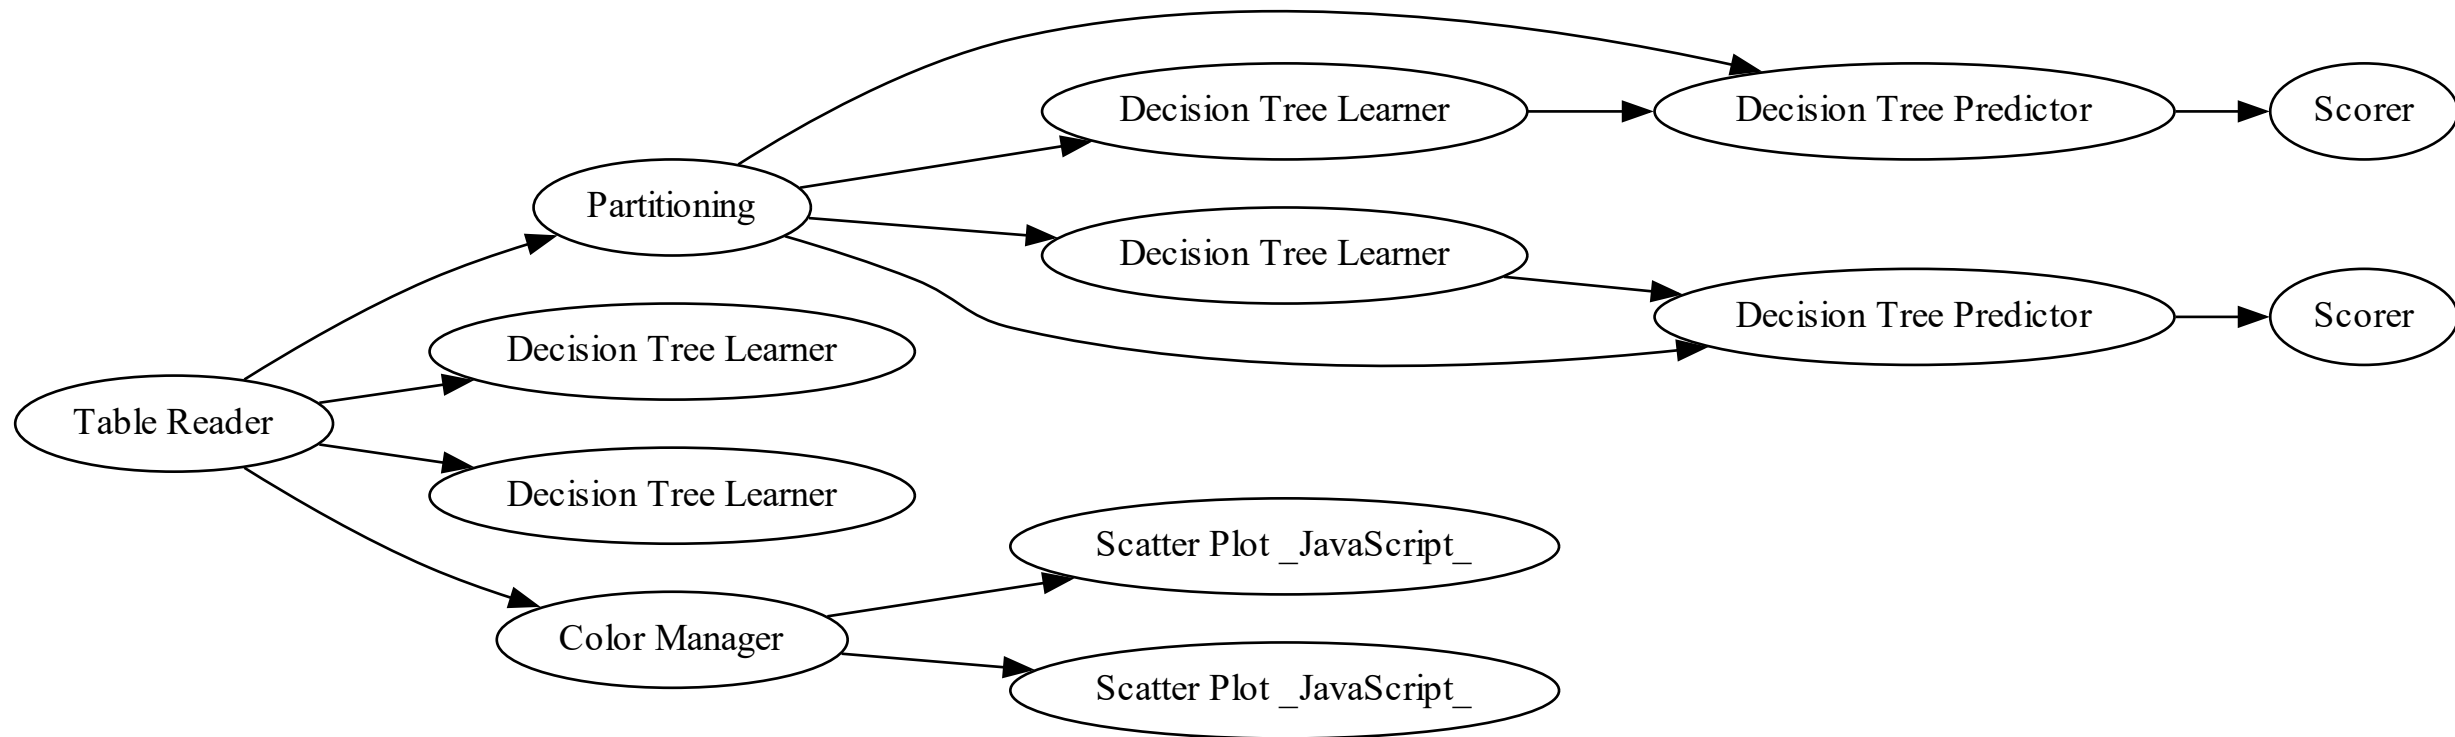 Decision Tree Learner
Decision Tree Predictor
Scorer
Partitioning
Decision Tree Learner
Decision Tree Predictor
Scorer
Decision Tree Learner
Table Reader
Decision Tree Learner
Scatter Plot _JavaScript_
Color Manager
Scatter Plot _JavaScript_